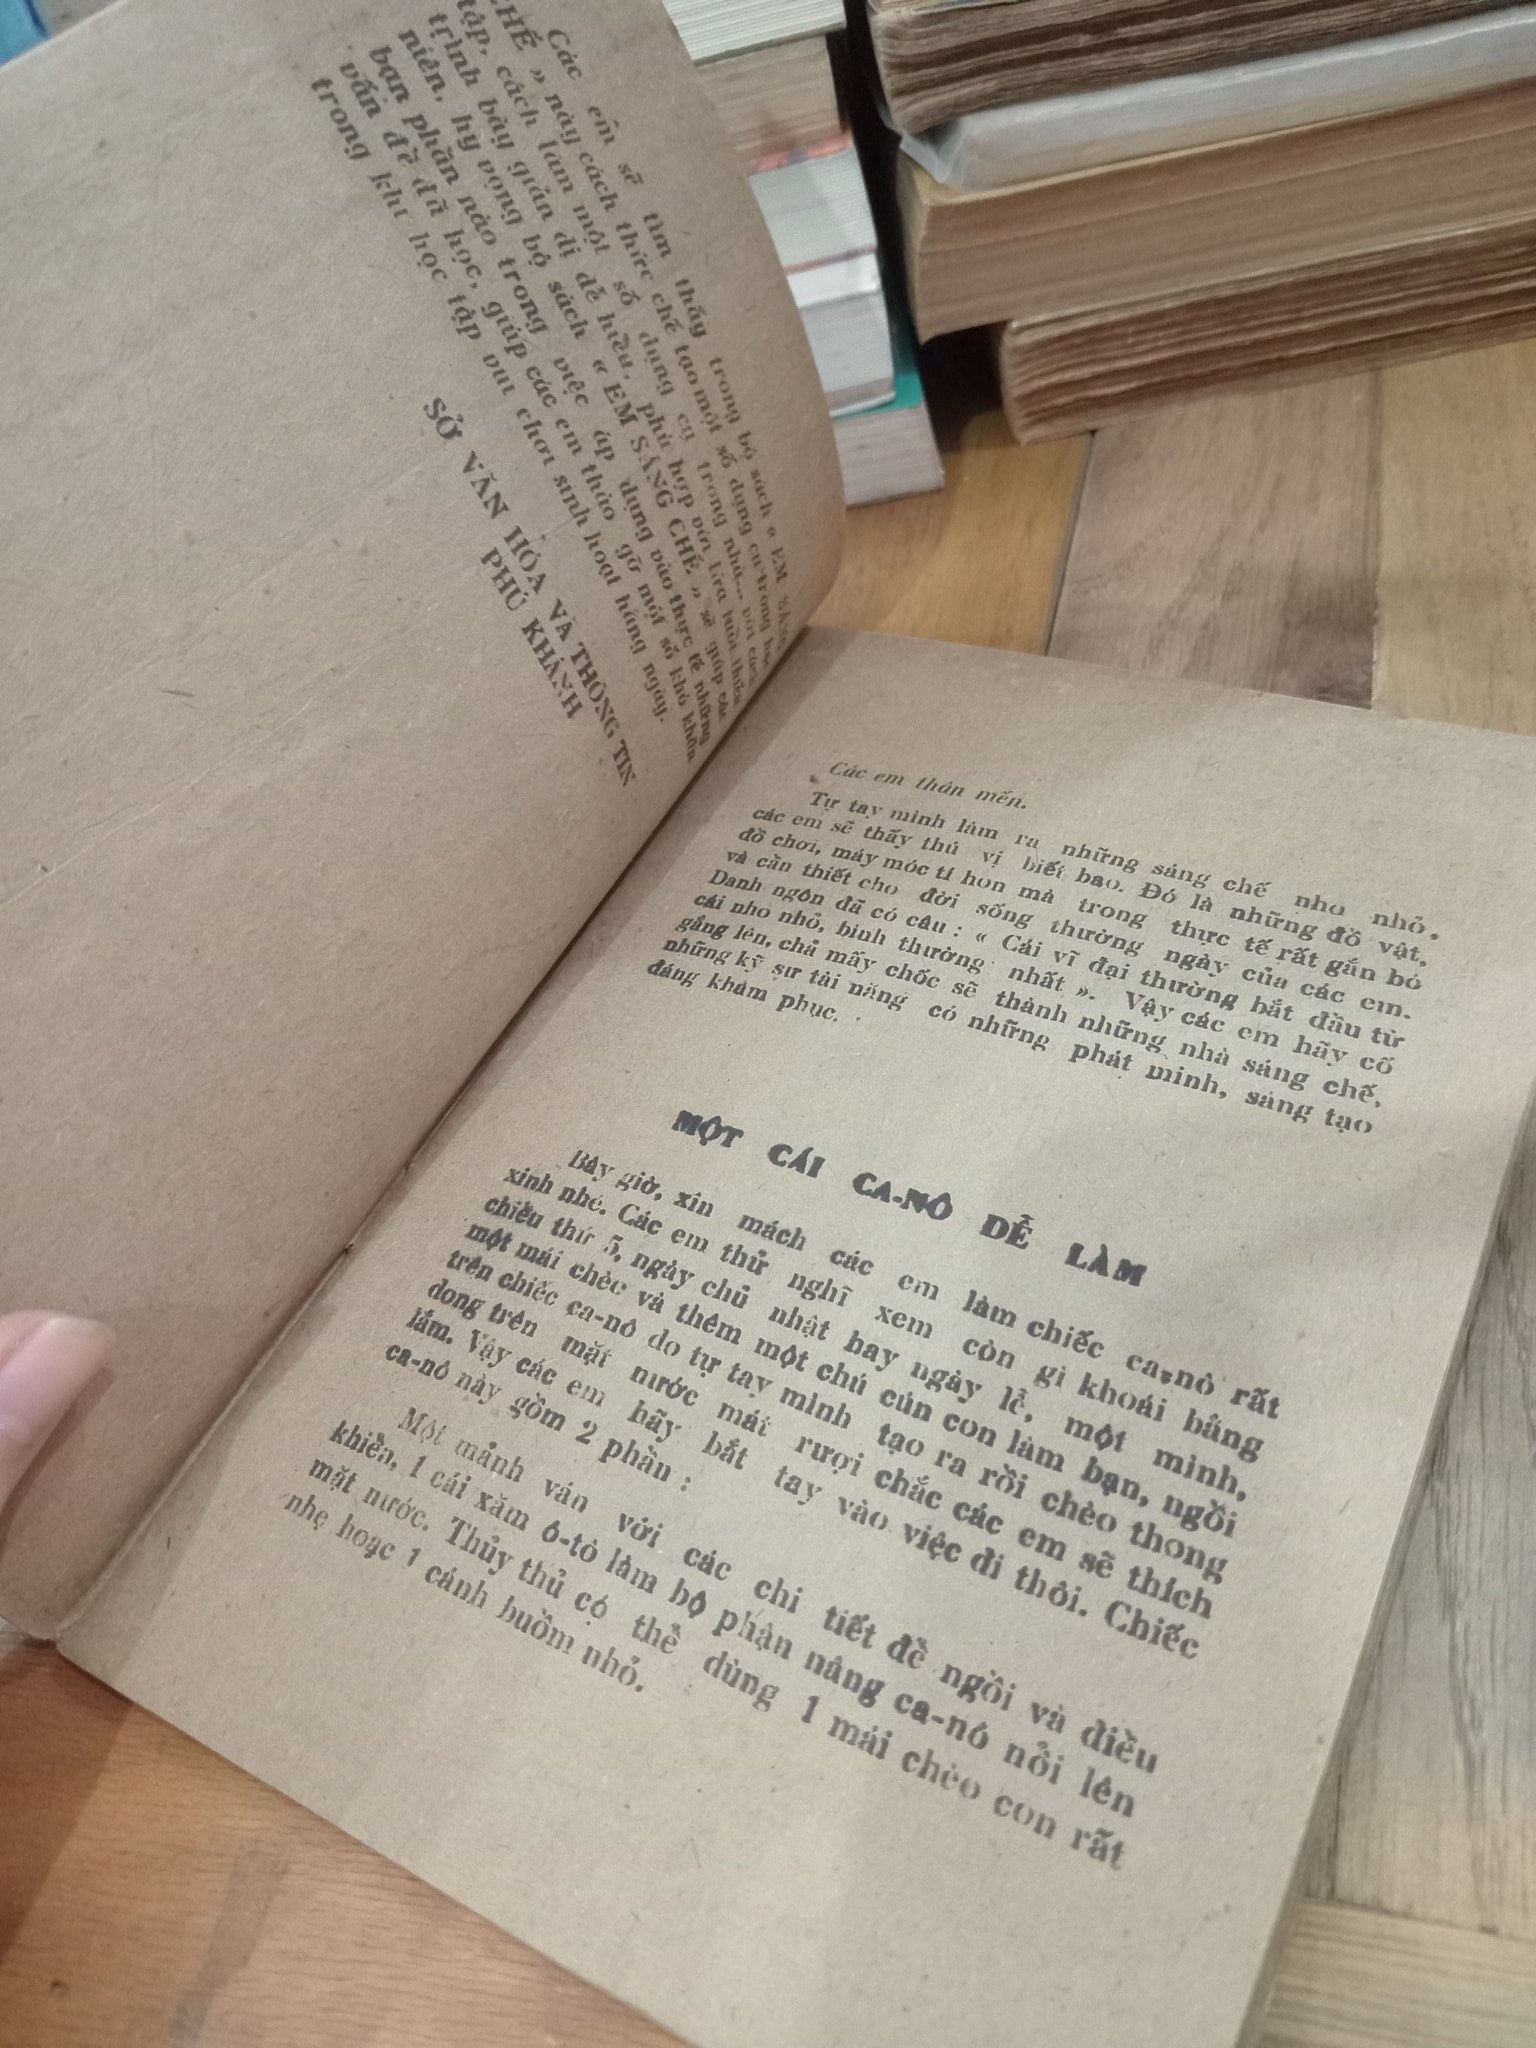 Các em sẽ tìm thấy trong bộ sách « EM SÁNG
CHẾ » này cách thức chế tạo một số dụng cụ trong học
tập, cách làm một số dụng cụ trong nhà... với cách
trình bày giản dị dễ hiểu, phù hợp với lứa tuổi thiếu
niên, hy vọng bộ sách « EM SÁNG CHẾ » sẽ giúp các
bạn phần nào trong việc áp dụng vào thực tế những
vấn đề đã học, giúp các em tháo gỡ một số khó khăn
trong khi học tập vui chơi sinh hoạt hàng ngày.
SỞ VĂN HÓA VÀ THÔNG TIN
PHÚ KHÁNH
Các em thân mến.
Tự tay mình làm ra những sáng chế nho nhỏ,
các em sẽ thấy thú vị biết bao. Đó là những đồ vật,
đồ chơi, máy móc tí hon mà trong thực tế rất gắn bó
và cần thiết cho đời sống thường ngày của các em.
Danh ngôn đã có câu : « Cái vĩ đại thường bắt đầu từ
cái nho nhỏ, bình thường nhất ». Vậy các em hãy cố
gắng lên, chả mấy chốc sẽ thành những nhà sáng chế,
những kỹ sư tài năng có những phát minh, sáng tạo
đáng khâm phục.
MỘT CÁI CA-NÔ DỄ LÀM
Bây giờ, xin mách các em làm chiếc ca-nô rất
xinh nhé. Các em thử nghĩ xem còn gì khoái bằng
chiều thứ 5, ngày chủ nhật hay ngày lễ, một mình,
một mái chèo và thêm một chú cún con làm bạn, ngồi
trên chiếc ca-nô do tự tay mình tạo ra rồi chèo thong
dong trên mặt nước mát rượi chắc các em sẽ thích
lắm. Vậy các em hãy bắt tay vào việc đi thôi. Chiếc
ca-nô này gồm 2 phần :
Một mảnh ván với các chi tiết để ngồi và điều
khiển, 1 cái xăm ô-tô làm bộ phận nâng ca-nô nổi lên
mặt nước. Thủy thủ có thể dùng 1 mái chèo con rất
nhẹ hoặc 1 cánh buồm nhỏ.